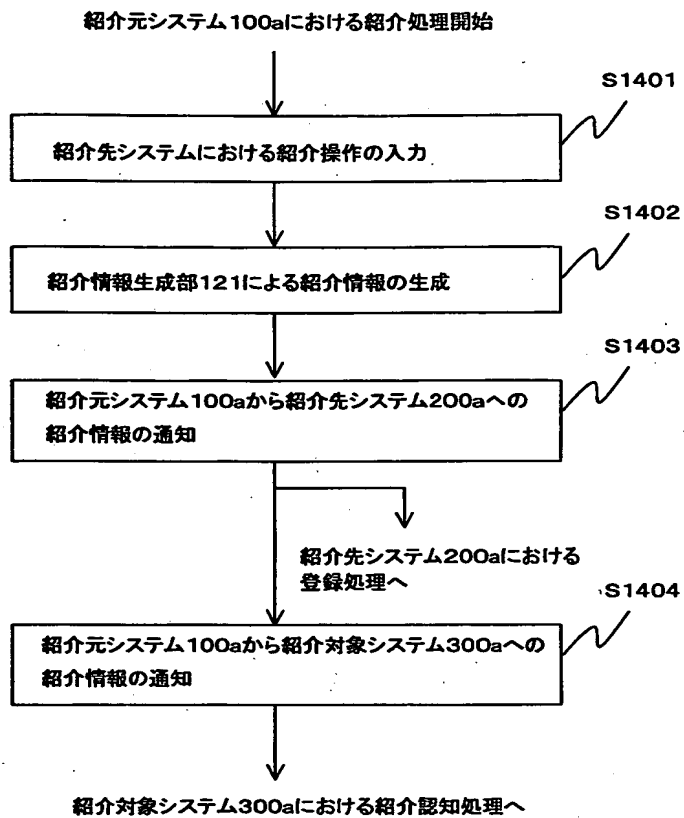 紹介元システム100aにおける紹介処理開始
S1401
紹介先システムにおける紹介操作の入力
S1402
紹介情報生成部121による紹介情報の生成
S1403
紹介元システム100aから紹介先システム200aへの
紹介情報の通知
紹介先システム200aにおける
登録処理へ
S1404
紹介元システム100aから紹介対象システム300aへの
紹介情報の通知
紹介対象システム300aにおける紹介認知処理へ